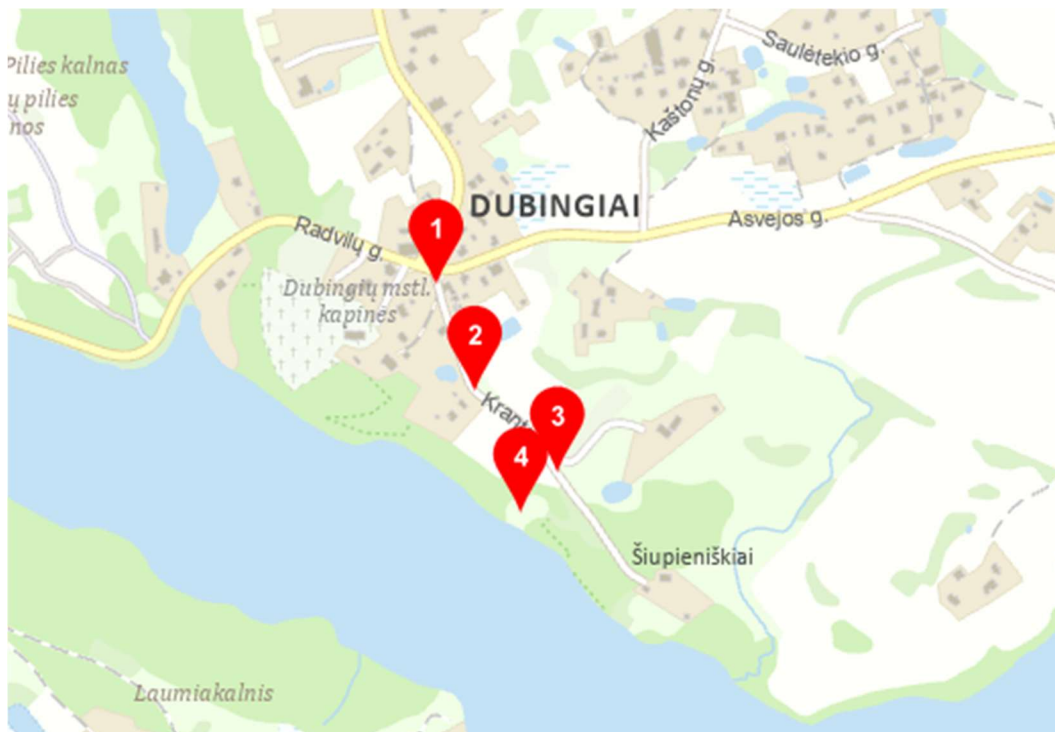 Saulėtekio g.
Pilies kalnas
ų pilies
nos
Kaštonų g.
DUBINGIAI
Asvejos g.
1
Radvilų g.
Dubingių mstl.
kapinės
2
Krant
3
4
Šiupieniškiai
Laumiakalnis